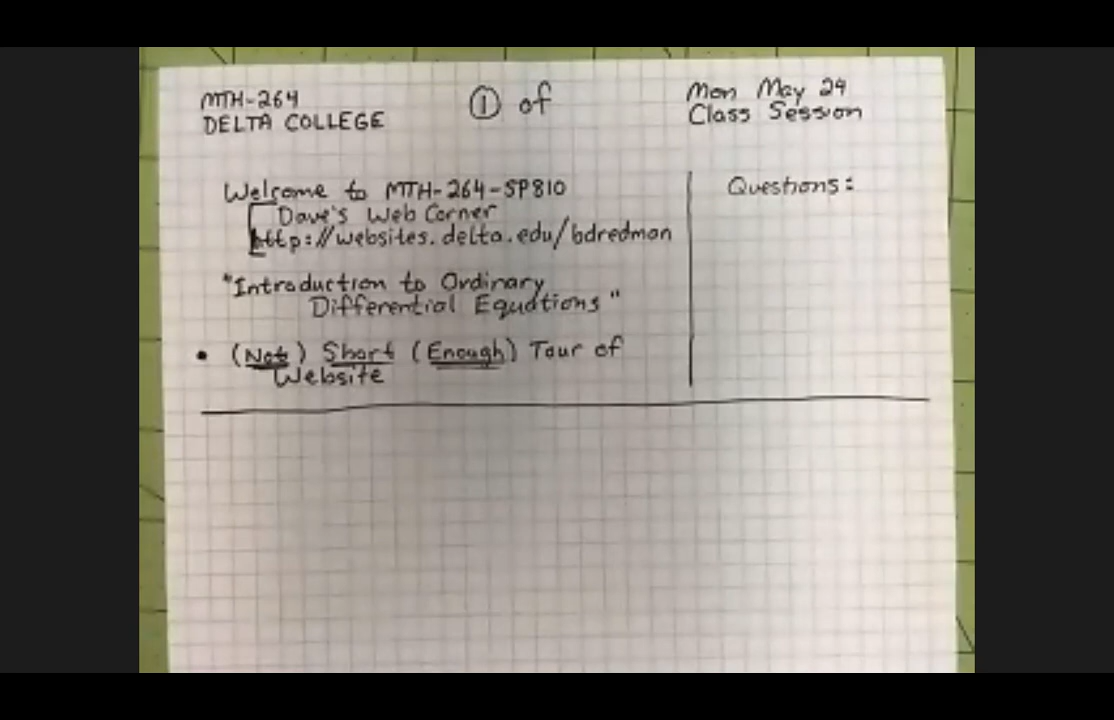 MTH-264
DELTA COLLEGE
① of
Mon May 24
Class Session
Welcome to MTH-264-SP810
Dave's Web Corner
http://websites.delta.edu/bdredman
"Introduction to Ordinary
Differential Equations"
• (Not) Short (Enough) Tour of
Website
Questions: